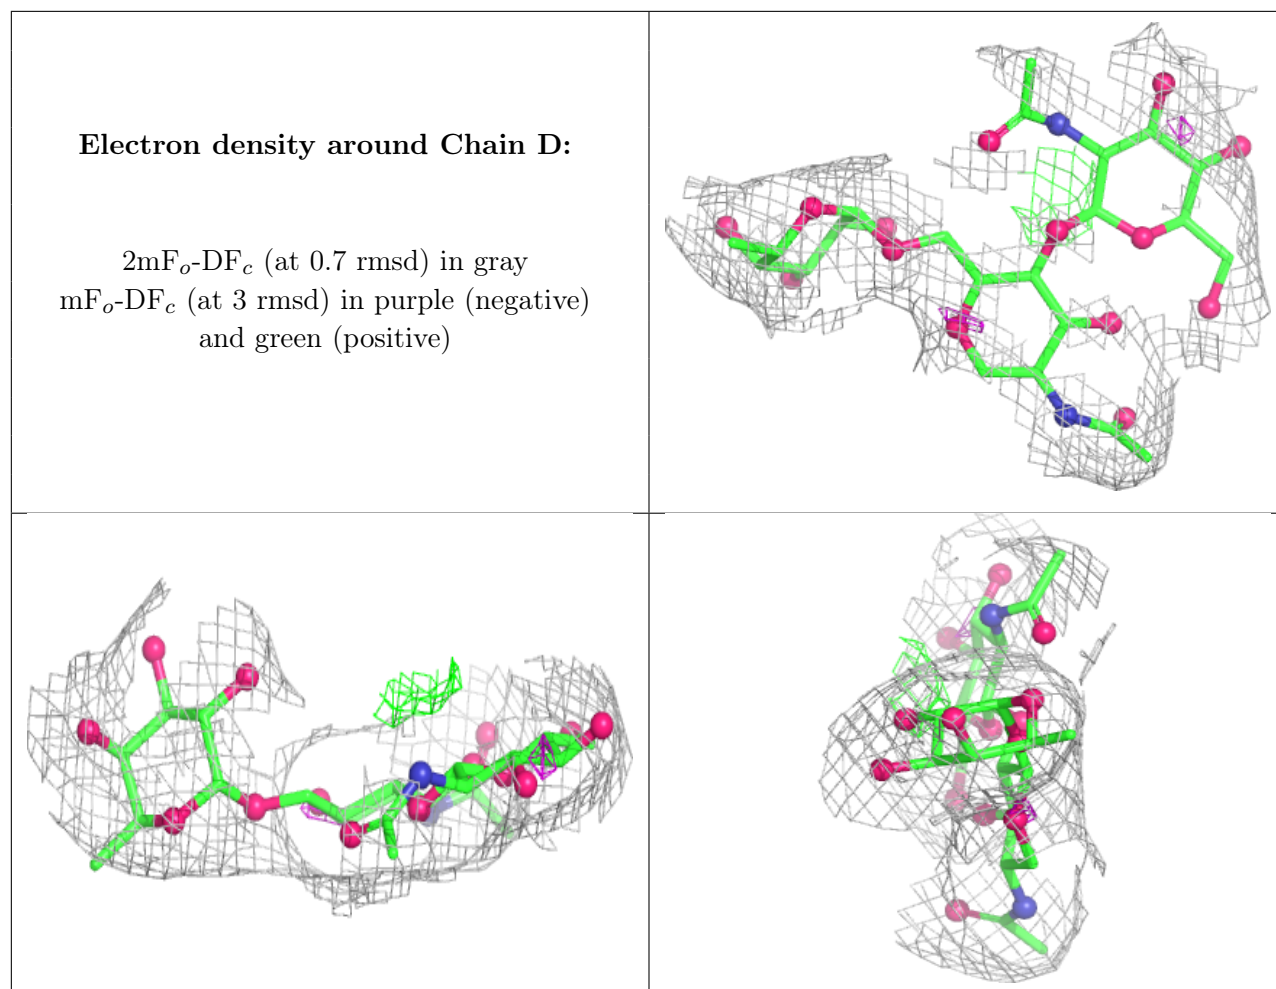 Electron density around Chain D:
2mFo-DFc (at 0.7 rmsd) in gray
mFo-DFc (at 3 rmsd) in purple (negative)
and green (positive)